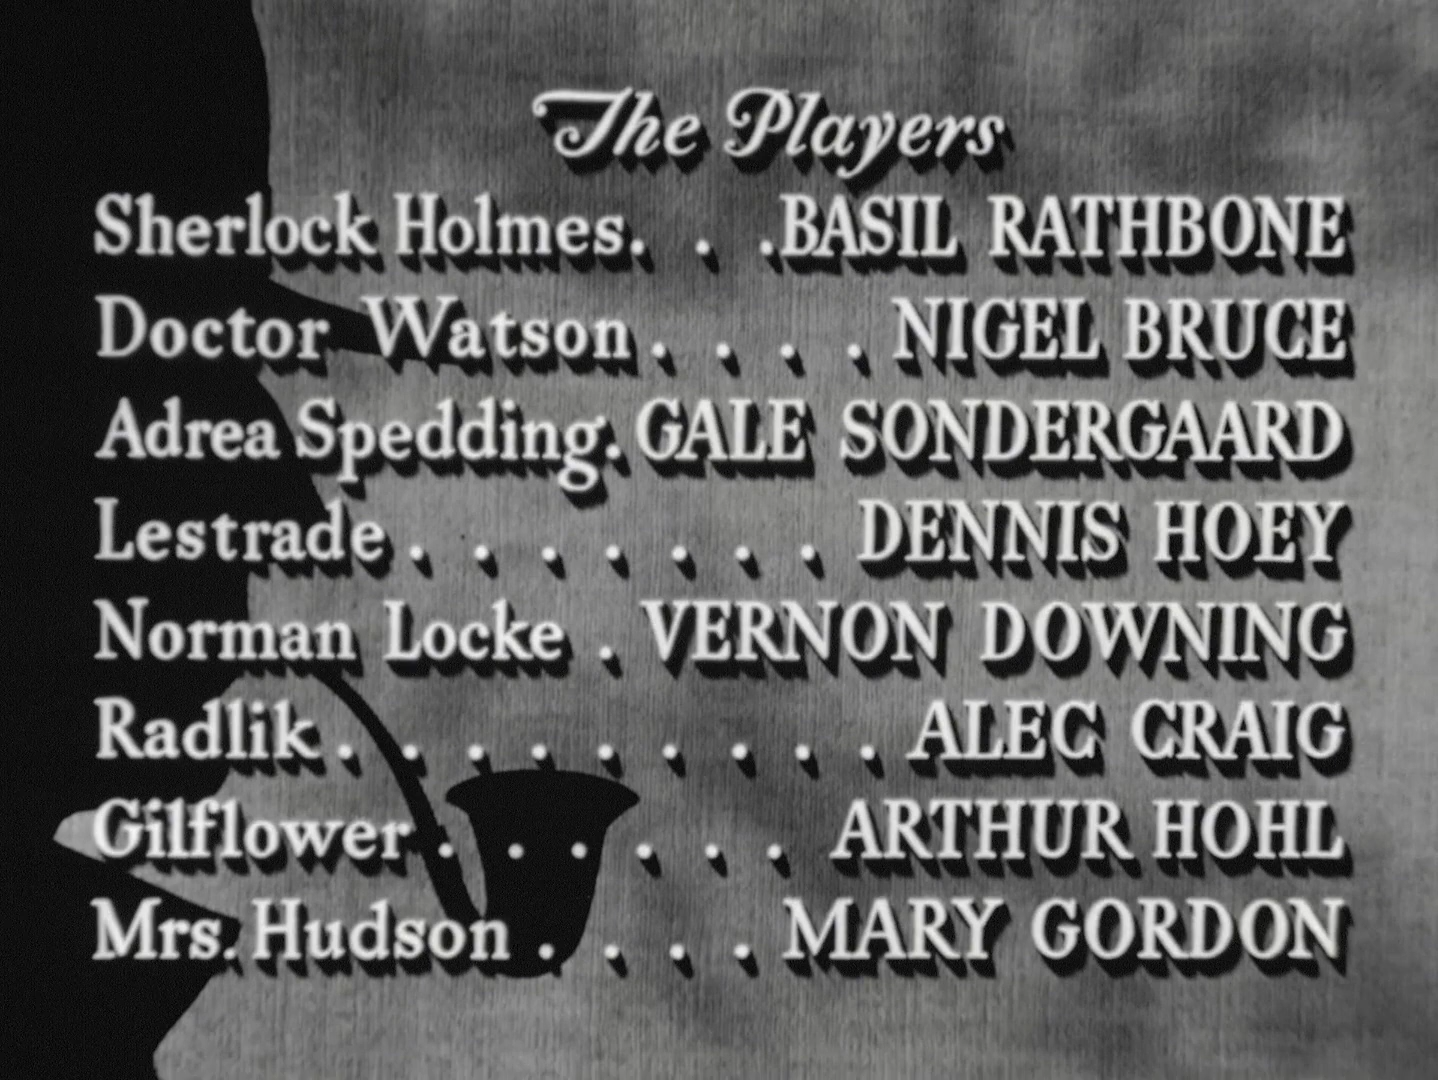 The Players
Sherlock Holmes. . .BASIL RATHBONE
Doctor Watson . . . . NIGEL BRUCE
Adrea Spedding. GALE SONDERGAARD
Lestrade . . . . . . . DENNIS HOEY
Norman Locke . VERNON DOWNING
Radlik . . . . . . . . . ALEC CRAIG
Gilflower . . . . . . ARTHUR HOHL
Mrs. Hudson . . . . MARY GORDON